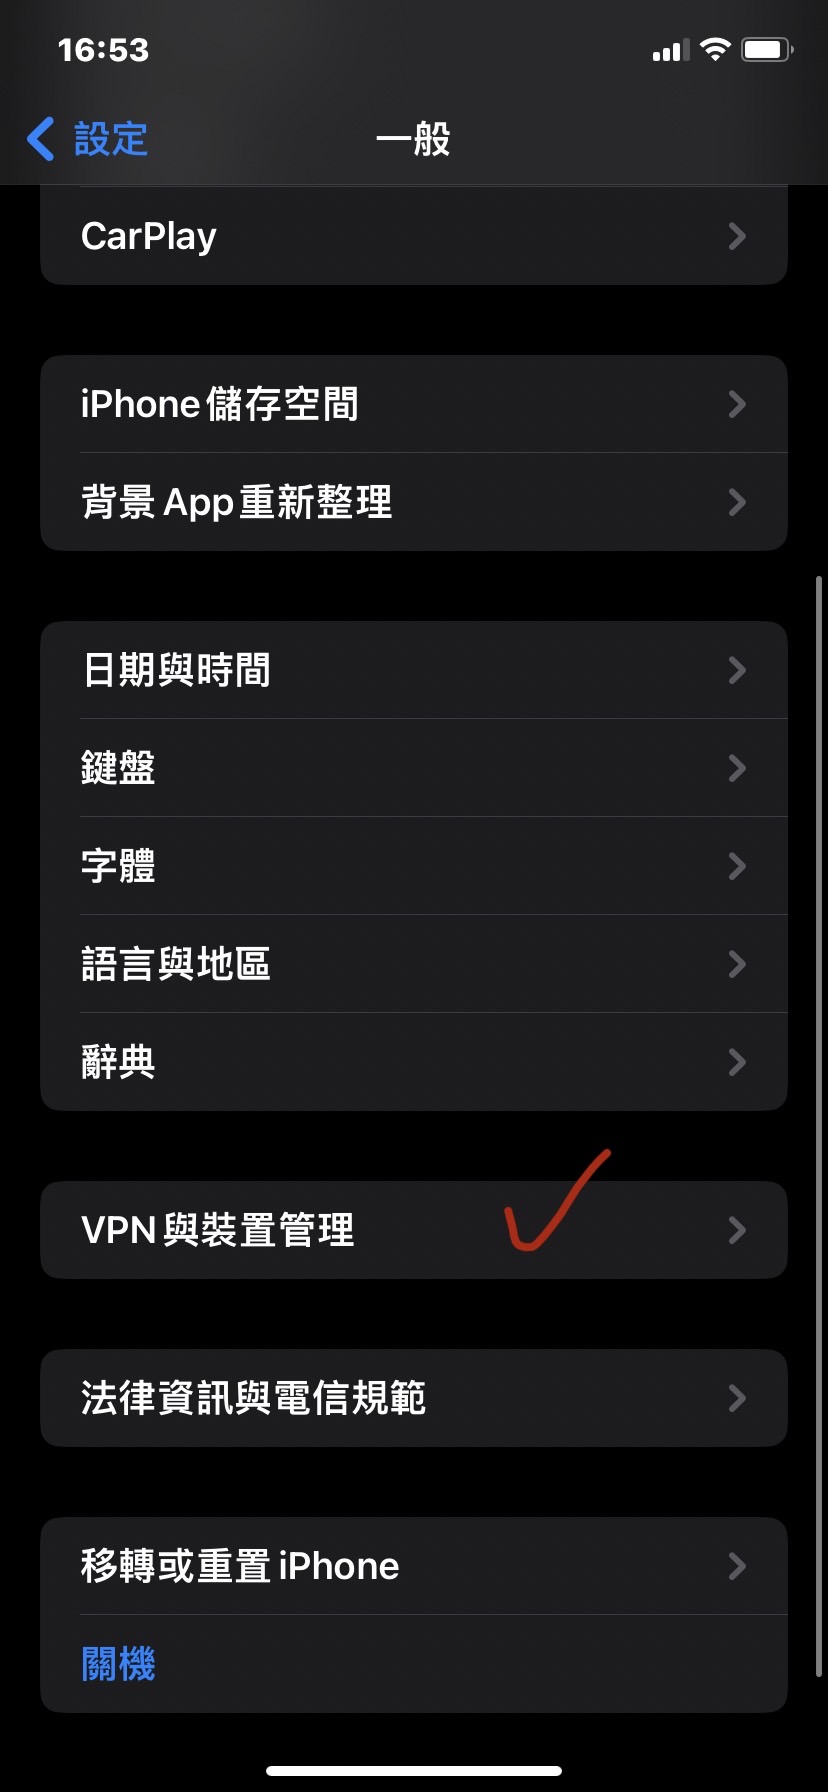 16:53
設定
一般
CarPlay
iPhone儲存空間
背景 App重新整理
日期與時間
鍵盤
字體
語言與地區
辭典
VPN與裝置管理
法律資訊與電信規範
移轉或重置 iPhone
關機